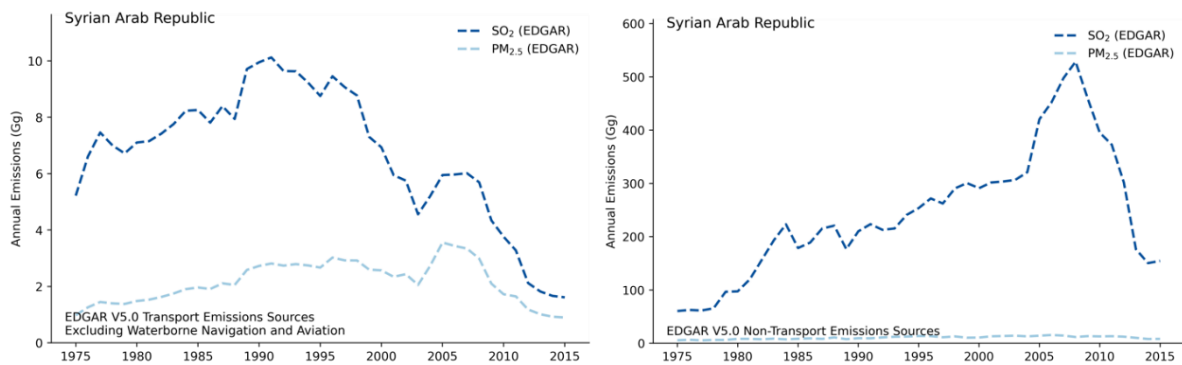 Syrian Arab Republic
SO₂ (EDGAR)
PM₂.₅ (EDGAR)
Annual Emissions (Gg)
10
8
6
4
2
0
EDGAR V5.0 Transport Emissions Sources
Excluding Waterborne Navigation and Aviation
1975 1980 1985 1990 1995 2000 2005 2010 2015
Syrian Arab Republic
SO₂ (EDGAR)
PM₂.₅ (EDGAR)
Annual Emissions (Gg)
600
500
400
300
200
100
0
EDGAR V5.0 Non-Transport Emissions Sources
1975 1980 1985 1990 1995 2000 2005 2010 2015